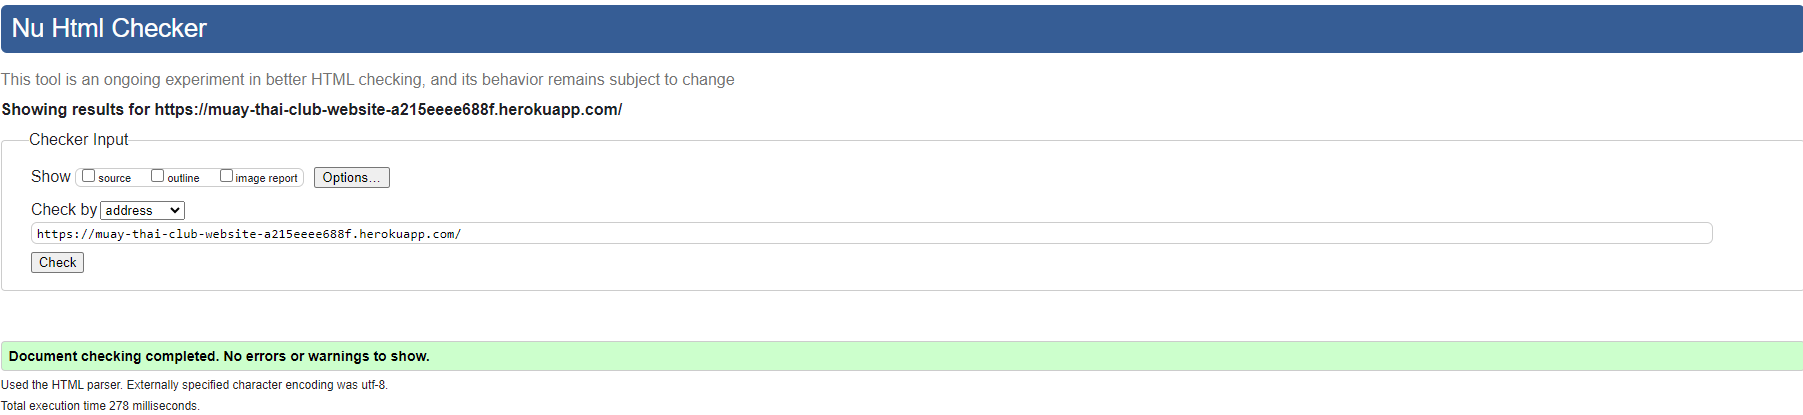 Nu Html Checker
This tool is an ongoing experiment in better HTML checking, and its behavior remains subject to change
Showing results for https://muay-thai-club-website-a215eeee688f.herokuapp.com/
Checker Input
Show source outline image report Options...
Check by address
https://muay-thai-club-website-a215eeee688f.herokuapp.com/
Check
Document checking completed. No errors or warnings to show.
Used the HTML parser. Externally specified character encoding was utf-8.
Total execution time 278 milliseconds.